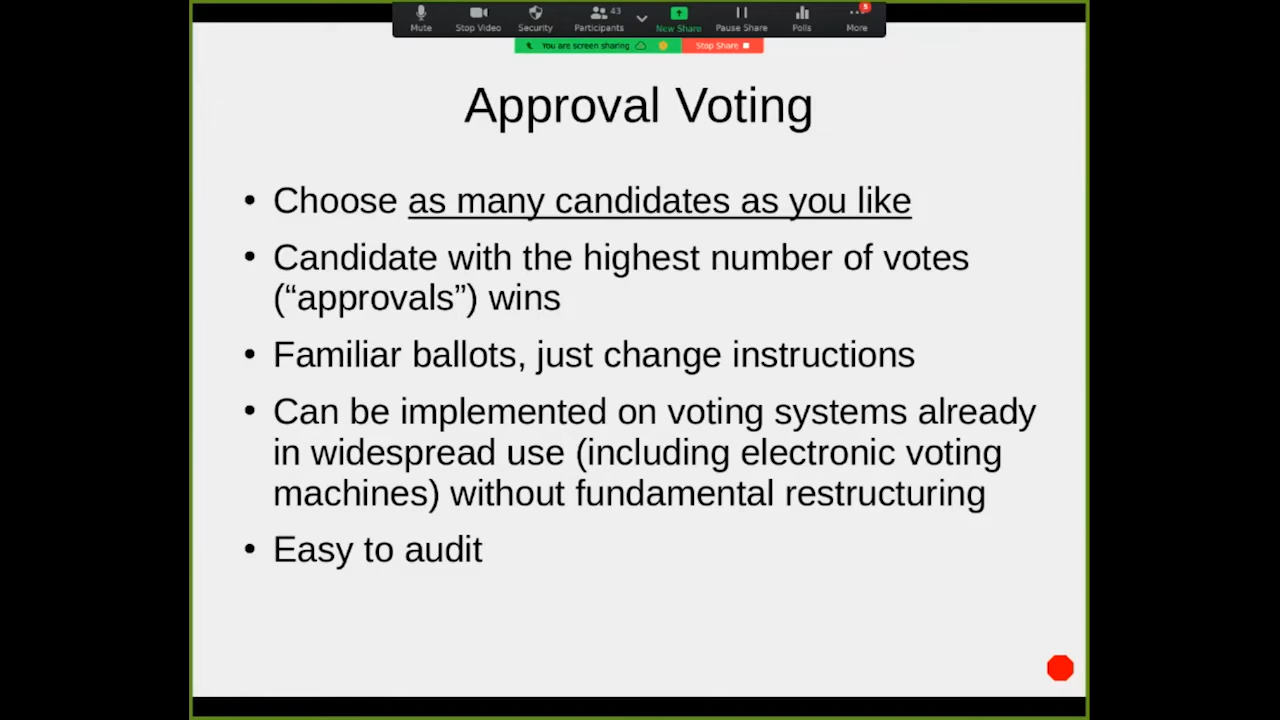 Mute Stop Video Security Participants 43 New Share Pause Share Polls More 5
You are screen sharing Stop Share
Approval Voting
• Choose as many candidates as you like
• Candidate with the highest number of votes
(“approvals”) wins
• Familiar ballots, just change instructions
• Can be implemented on voting systems already
in widespread use (including electronic voting
machines) without fundamental restructuring
• Easy to audit